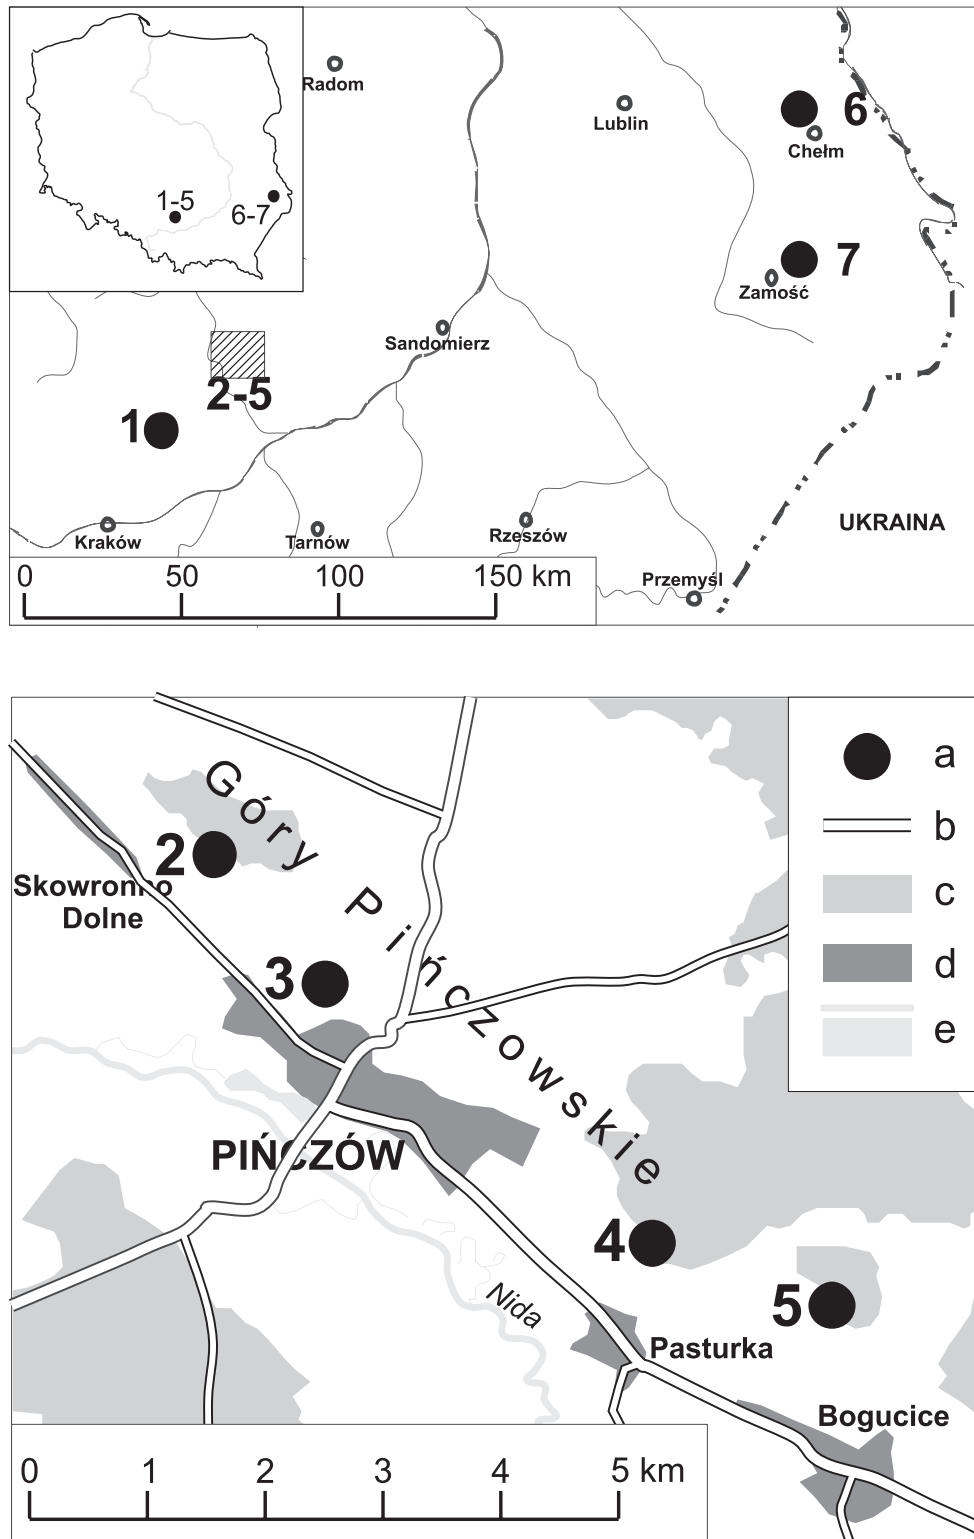 1-5
6-7
Radom
Lublin
6
Chełm
7
Zamość
Sandomierz
2-5
1
UKRAINA
Kraków
Tarnów
Rzeszów
Przemyśl
0 50 100 150 km
Góry Pińczowskie
a
b
c
d
e
2
Skowronno
Dolne
3
PIŃCZÓW
4
5
Nida
Pasturka
Bogucice
0 1 2 3 4 5 km